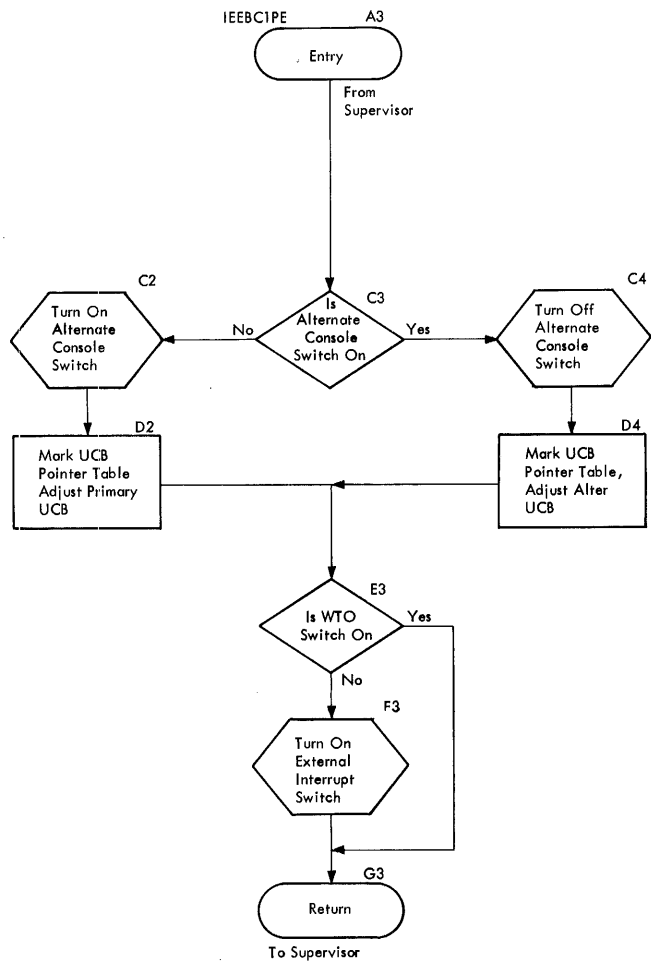 IEEBC1PE A3
Entry
From
Supervisor
C2
Turn On
Alternate
Console
Switch
No
C3
Is
Alternate
Console
Switch On
Yes
C4
Turn Off
Alternate
Console
Switch
D2
Mark UCB
Pointer Table
Adjust Primary
UCB
D4
Mark UCB
Pointer Table,
Adjust Alter
UCB
E3
Is WTO
Switch On
Yes
No
F3
Turn On
External
Interrupt
Switch
G3
Return
To Supervisor